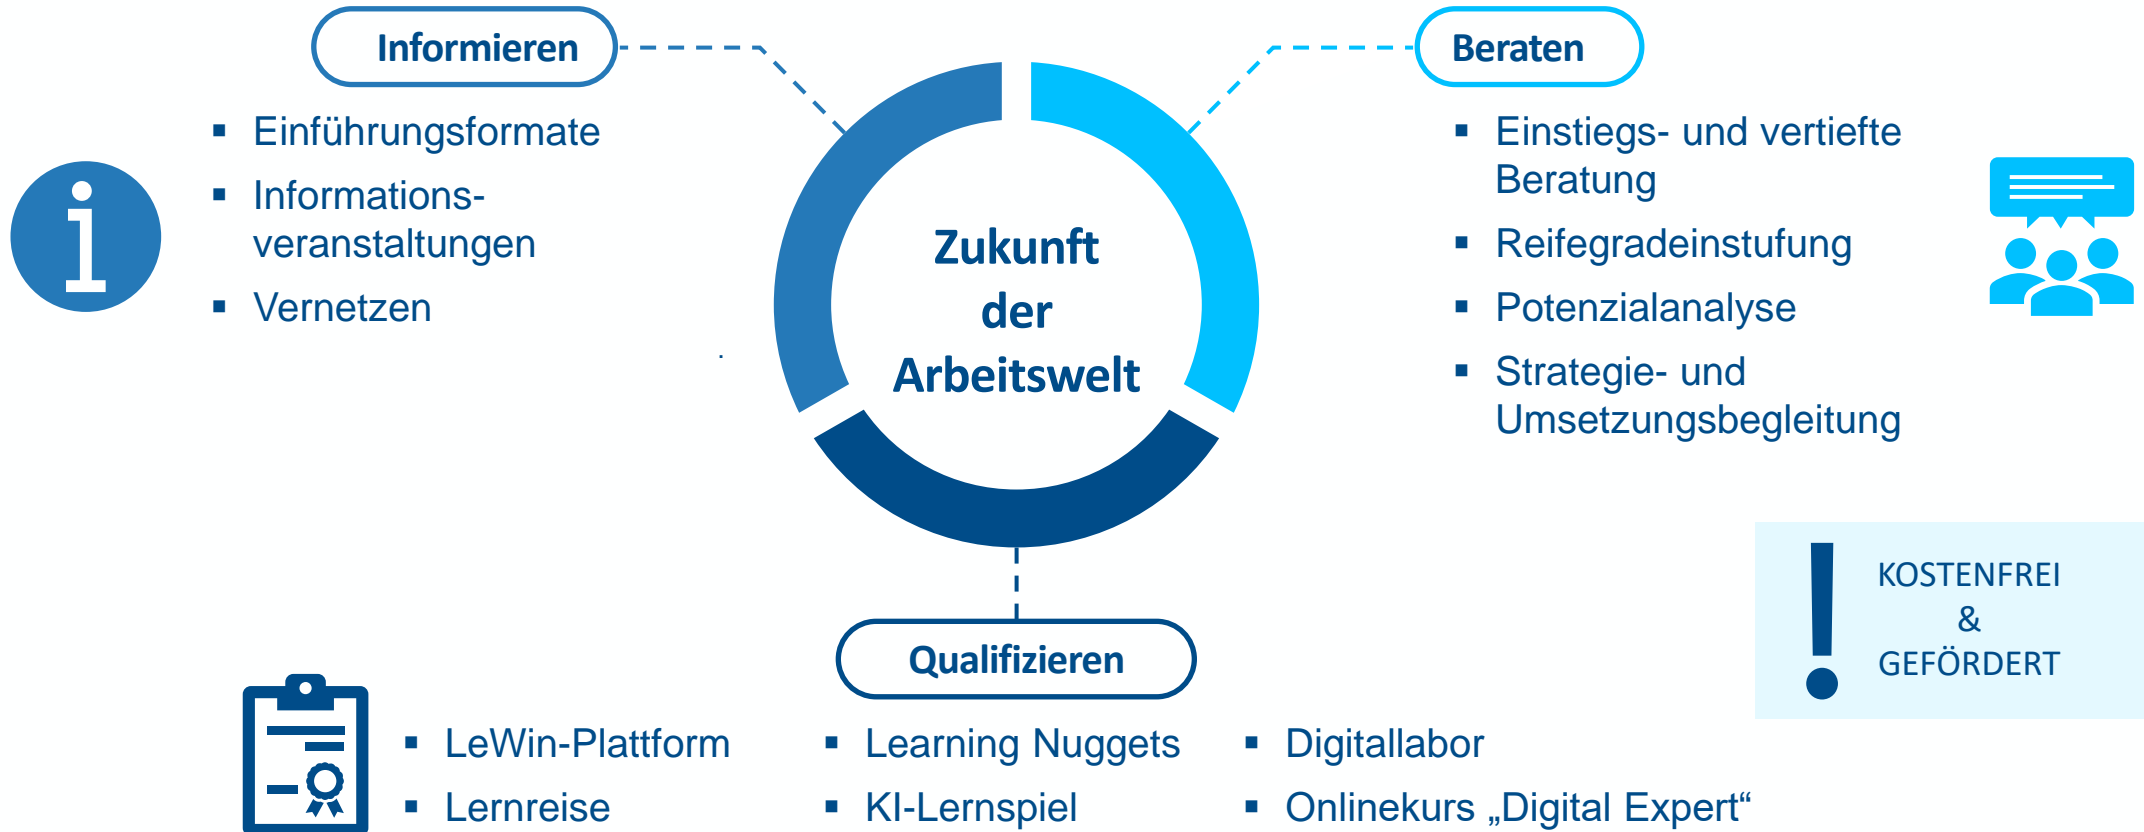 Informieren
▪ Einführungsformate
▪ Informations-
veranstaltungen
▪ Vernetzen
Zukunft
der
Arbeitswelt
Beraten
▪ Einstiegs- und vertiefte
Beratung
▪ Reifegradeinstufung
▪ Potenzialanalyse
▪ Strategie- und
Umsetzungsbegleitung
! KOSTENFREI
&
GEFÖRDERT
Qualifizieren
▪ LeWin-Plattform
▪ Lernreise
▪ Learning Nuggets
▪ KI-Lernspiel
▪ Digitallabor
▪ Onlinekurs „Digital Expert“